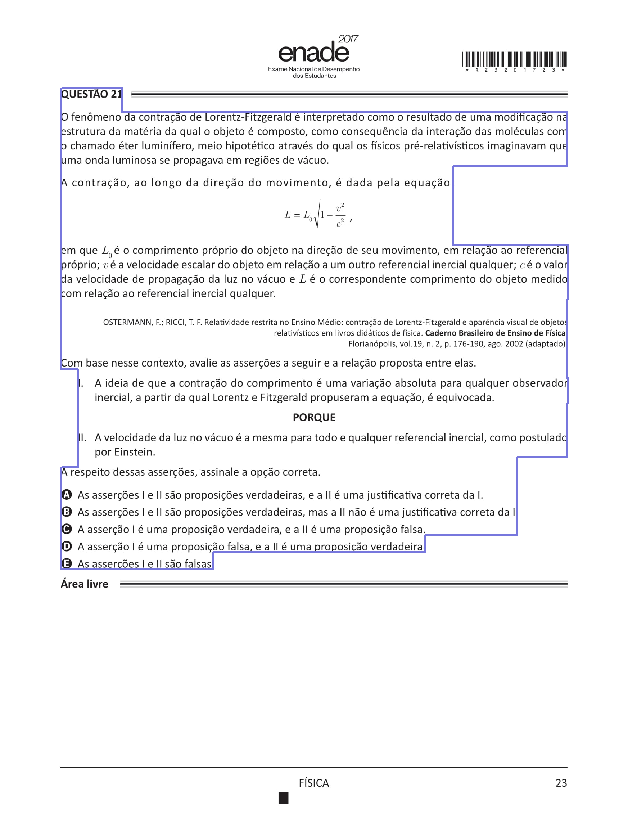 2017
enade
Exame Nacional de Desempenho
dos Estudantes
*R2320172 3*
QUESTÃO 21
O fenômeno da contração de Lorentz-Fitzgerald é interpretado como o resultado de uma modificação na
estrutura da matéria da qual o objeto é composto, como consequência da interação das moléculas com
o chamado éter luminífero, meio hipotético através do qual os físicos pré-relativísticos imaginavam que
uma onda luminosa se propagava em regiões de vácuo.
A contração, ao longo da direção do movimento, é dada pela equação
L = L₀√(1 − v²/c²) ,
em que L₀ é o comprimento próprio do objeto na direção de seu movimento, em relação ao referencial
próprio; v é a velocidade escalar do objeto em relação a um outro referencial inercial qualquer; c é o valor
da velocidade de propagação da luz no vácuo e L é o correspondente comprimento do objeto medido
com relação ao referencial inercial qualquer.
OSTERMANN, F.; RICCI, T. F. Relatividade restrita no Ensino Médio: contração de Lorentz-Fitzgerald e aparência visual de objetos
relativísticos em livros didáticos de física. Caderno Brasileiro de Ensino de Física.
Florianópolis, vol.19, n. 2, p. 176-190, ago. 2002 (adaptado).
Com base nesse contexto, avalie as asserções a seguir e a relação proposta entre elas.
I. A ideia de que a contração do comprimento é uma variação absoluta para qualquer observador
inercial, a partir da qual Lorentz e Fitzgerald propuseram a equação, é equivocada.
PORQUE
II. A velocidade da luz no vácuo é a mesma para todo e qualquer referencial inercial, como postulado
por Einstein.
A respeito dessas asserções, assinale a opção correta.
A As asserções I e II são proposições verdadeiras, e a II é uma justificativa correta da I.
B As asserções I e II são proposições verdadeiras, mas a II não é uma justificativa correta da I.
C A asserção I é uma proposição verdadeira, e a II é uma proposição falsa.
D A asserção I é uma proposição falsa, e a II é uma proposição verdadeira.
E As asserções I e II são falsas.
Área livre
FÍSICA
23